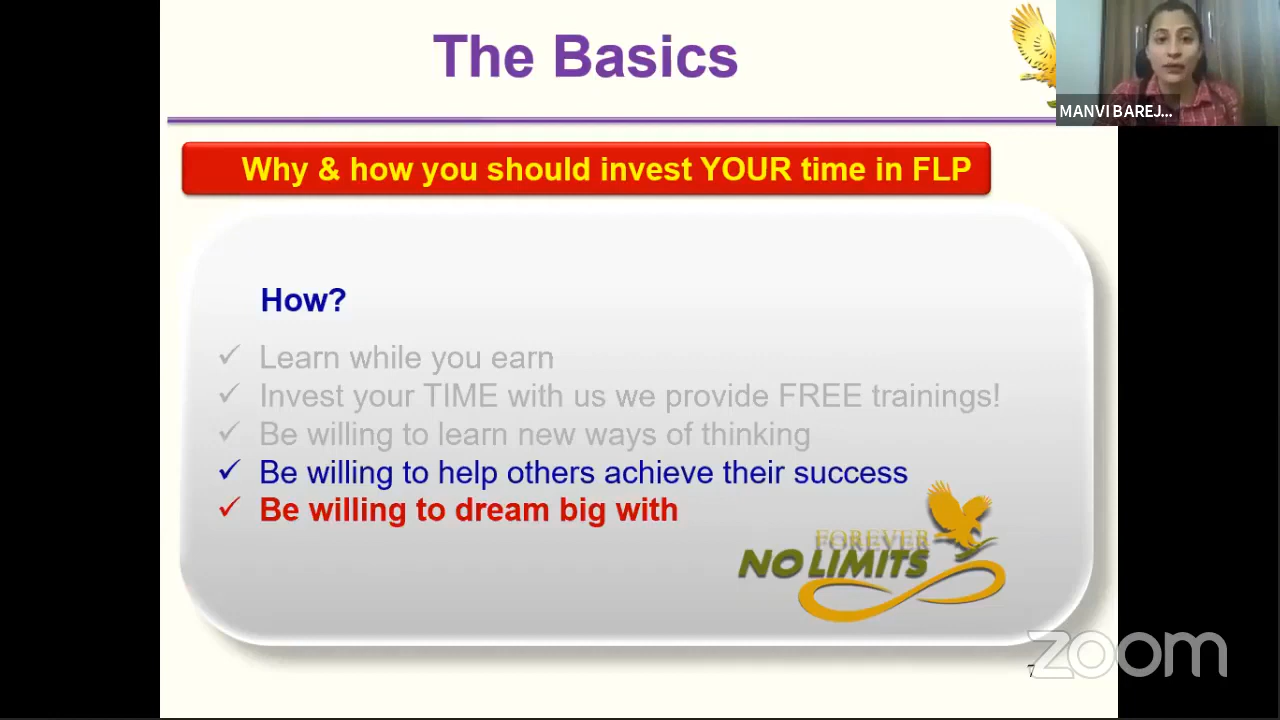 The Basics
MANVI BAREJ...
Why & how you should invest YOUR time in FLP
How?
✓ Learn while you earn
✓ Invest your TIME with us we provide FREE trainings!
✓ Be willing to learn new ways of thinking
✓ Be willing to help others achieve their success
✓ Be willing to dream big with
FOREVER
NO LIMITS
zoom
7